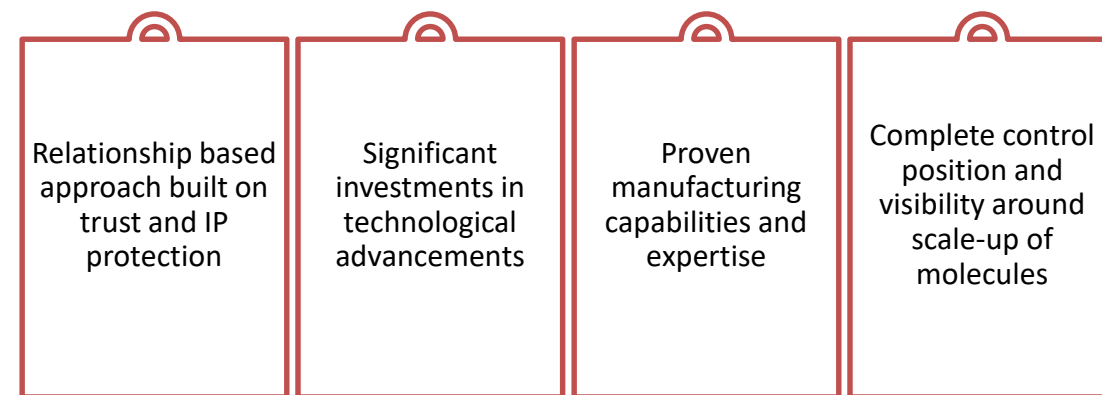 Relationship based
approach built on
trust and IP
protection
Significant
investments in
technological
advancements
Proven
manufacturing
capabilities and
expertise
Complete control
position and
visibility around
scale-up of
molecules